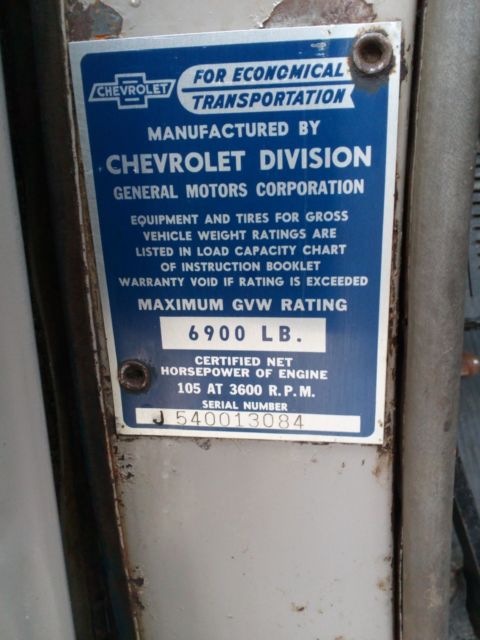 CHEVROLET
FOR ECONOMICAL
TRANSPORTATION
MANUFACTURED BY
CHEVROLET DIVISION
GENERAL MOTORS CORPORATION
EQUIPMENT AND TIRES FOR GROSS
VEHICLE WEIGHT RATINGS ARE
LISTED IN LOAD CAPACITY CHART
OF INSTRUCTION BOOKLET
WARRANTY VOID IF RATING IS EXCEEDED
MAXIMUM GVW RATING
6900 LB.
CERTIFIED NET
HORSEPOWER OF ENGINE
105 AT 3600 R.P.M.
SERIAL NUMBER
J540013084